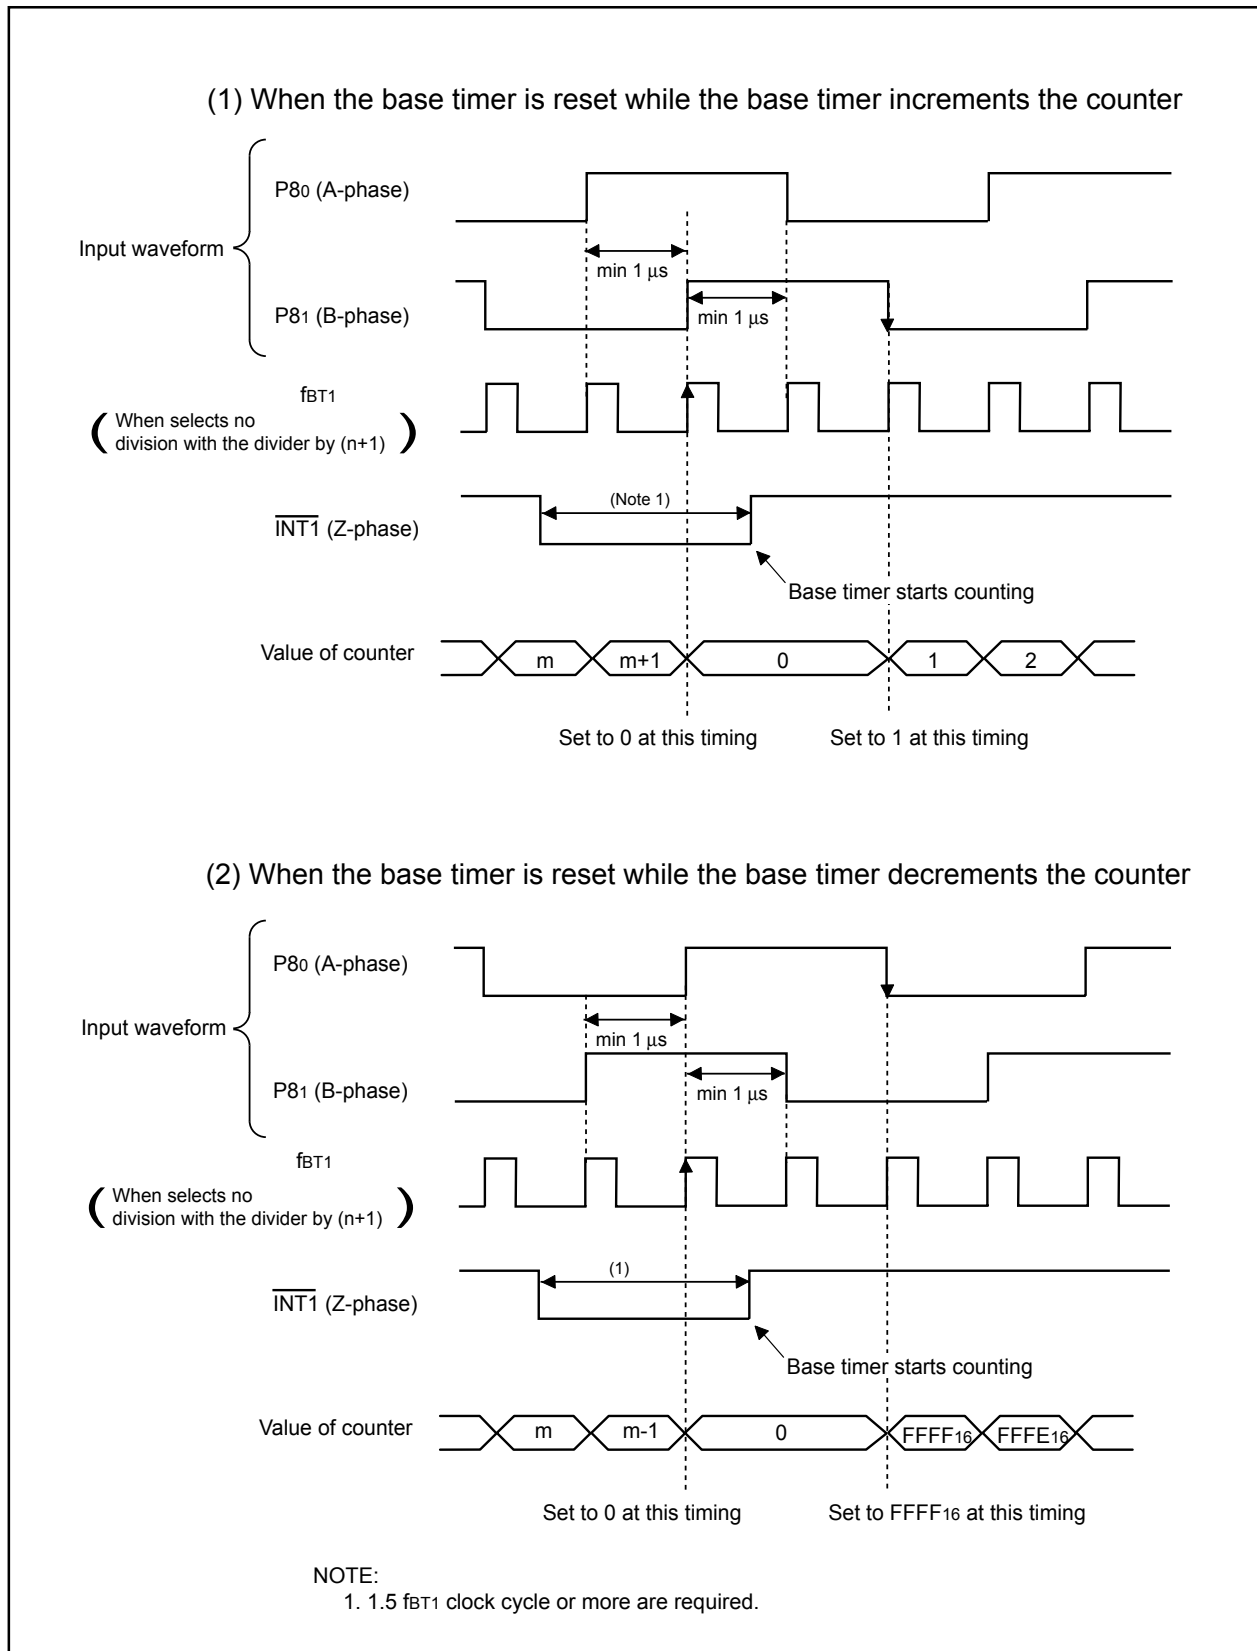 (1) When the base timer is reset while the base timer increments the counter
P80 (A-phase)
Input waveform
min 1 μs
P81 (B-phase)
min 1 μs
fBT1
(When selects no
division with the divider by (n+1))
(Note 1)
INT1 (Z-phase)
Base timer starts counting
Value of counter
m
m+1
0
1
2
Set to 0 at this timing
Set to 1 at this timing
(2) When the base timer is reset while the base timer decrements the counter
P80 (A-phase)
Input waveform
min 1 μs
P81 (B-phase)
min 1 μs
fBT1
(When selects no
division with the divider by (n+1))
(1)
INT1 (Z-phase)
Base timer starts counting
Value of counter
m
m-1
0
FFFF16
FFFE16
Set to 0 at this timing
Set to FFFF16 at this timing
NOTE:
1. 1.5 fBT1 clock cycle or more are required.